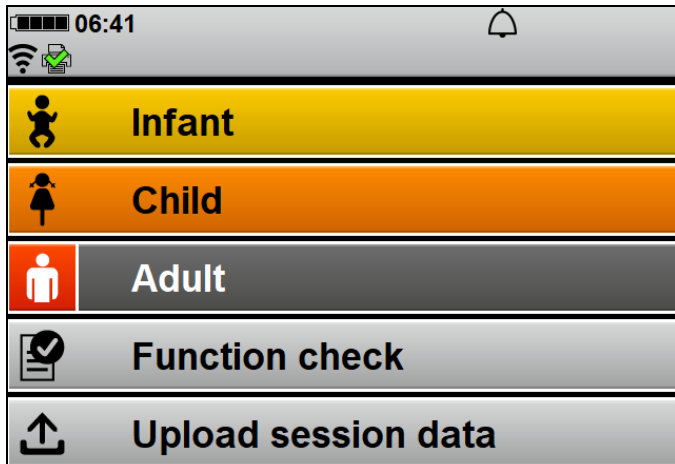 06:41
Infant
Child
Adult
Function check
Upload session data